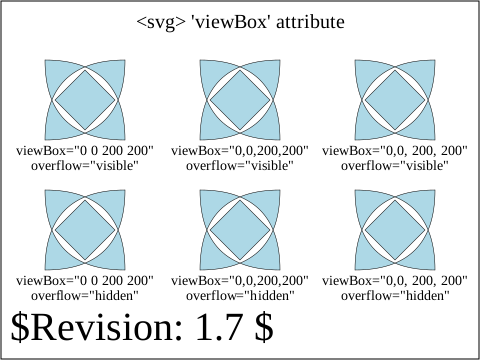 <svg> 'viewBox' attribute
viewBox="0 0 200 200"
overflow="visible"
viewBox="0,0,200,200"
overflow="visible"
viewBox="0,0, 200, 200"
overflow="visible"
viewBox="0 0 200 200"
overflow="hidden"
viewBox="0,0,200,200"
overflow="hidden"
viewBox="0,0, 200, 200"
overflow="hidden"
$Revision: 1.7 $